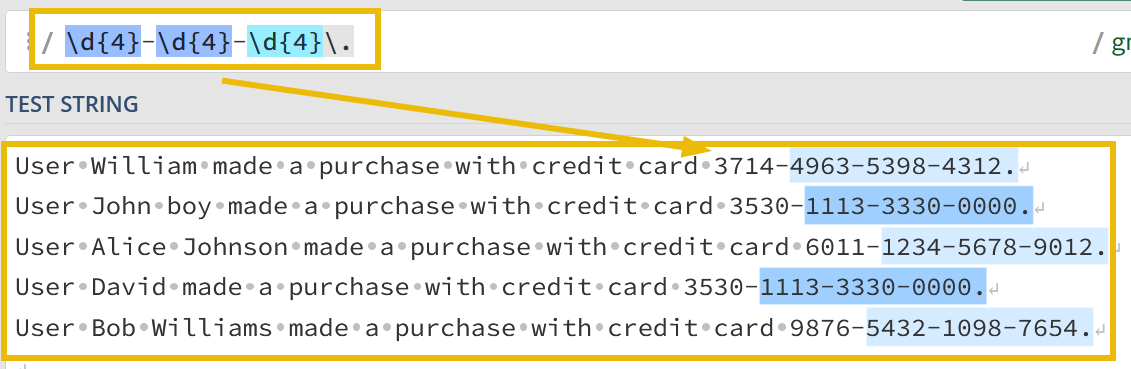 / \d{4}-\d{4}-\d{4}\. / g
TEST STRING
User·William·made·a·purchase·with·credit·card·3714-4963-5398-4312.↵
User·John·boy·made·a·purchase·with·credit·card·3530-1113-3330-0000.↵
User·Alice·Johnson·made·a·purchase·with·credit·card·6011-1234-5678-9012.↵
User·David·made·a·purchase·with·credit·card·3530-1113-3330-0000.↵
User·Bob·Williams·made·a·purchase·with·credit·card·9876-5432-1098-7654.↵